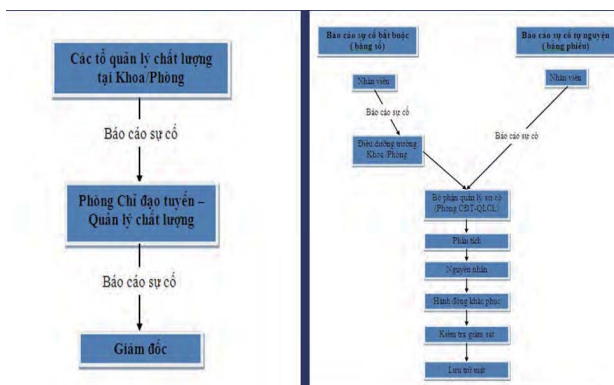 Các tổ quản lý chất lượng
tại Khoa/Phòng
Báo cáo sự cố
Phòng Chỉ đạo tuyến –
Quản lý chất lượng
Báo cáo sự cố
Giám đốc
Báo cáo sự cố bắt buộc
( bằng sổ)
Nhân viên
Báo cáo sự cố
Điều dưỡng trưởng
Khoa/Phòng
Báo cáo sự cố tự nguyện
(bằng phiếu)
Nhân viên
Báo cáo sự cố
Bộ phận quản lý sự cố
(Phòng CĐT-QLCL)
Phân tích
Nguyên nhân
Hành động khắc phục
Kiểm tra giám sát
Lưu trữ mật